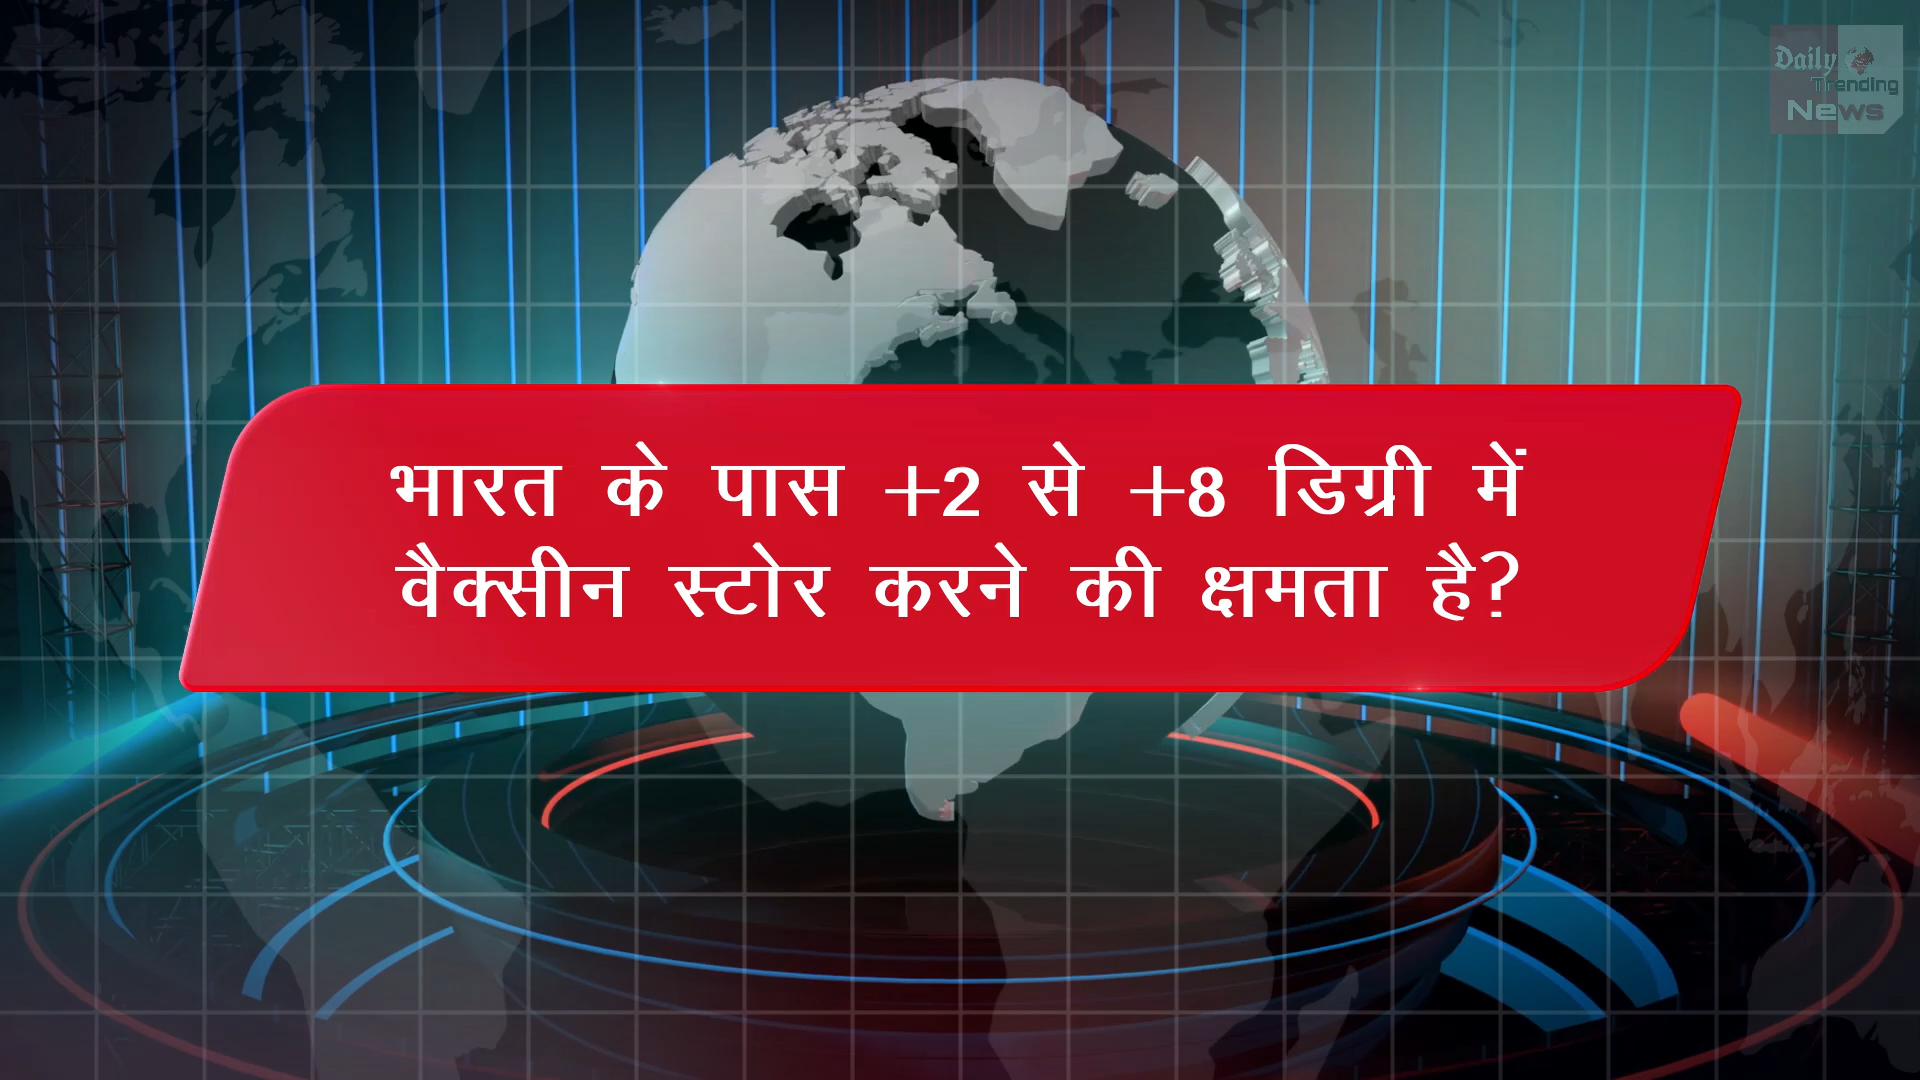 Daily
Trending
News
भारत के पास +2 से +8 डिग्री में
वैक्सीन स्टोर करने की क्षमता है?